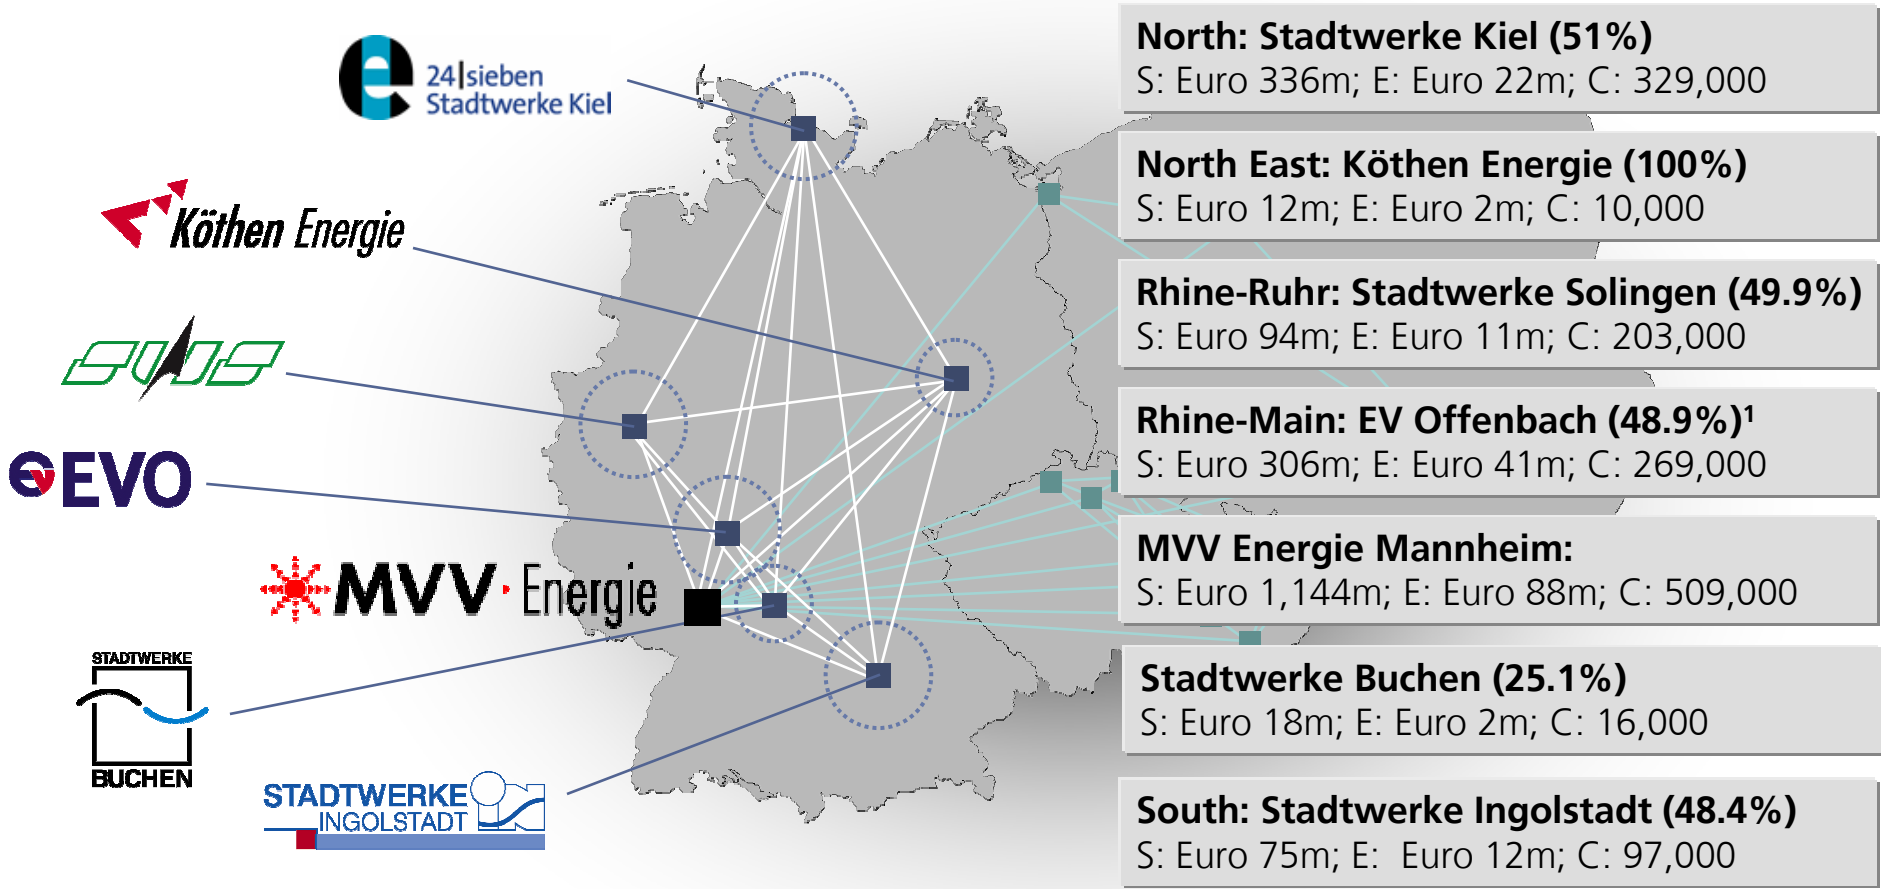 24|sieben
Stadtwerke Kiel
Köthen Energie
SWS
EVO
MVV Energie
STADTWERKE
BUCHEN
STADTWERKE
INGOLSTADT
North: Stadtwerke Kiel (51%)
S: Euro 336m; E: Euro 22m; C: 329,000
North East: Köthen Energie (100%)
S: Euro 12m; E: Euro 2m; C: 10,000
Rhine-Ruhr: Stadtwerke Solingen (49.9%)
S: Euro 94m; E: Euro 11m; C: 203,000
Rhine-Main: EV Offenbach (48.9%)¹
S: Euro 306m; E: Euro 41m; C: 269,000
MVV Energie Mannheim:
S: Euro 1,144m; E: Euro 88m; C: 509,000
Stadtwerke Buchen (25.1%)
S: Euro 18m; E: Euro 2m; C: 16,000
South: Stadtwerke Ingolstadt (48.4%)
S: Euro 75m; E:  Euro 12m; C: 97,000